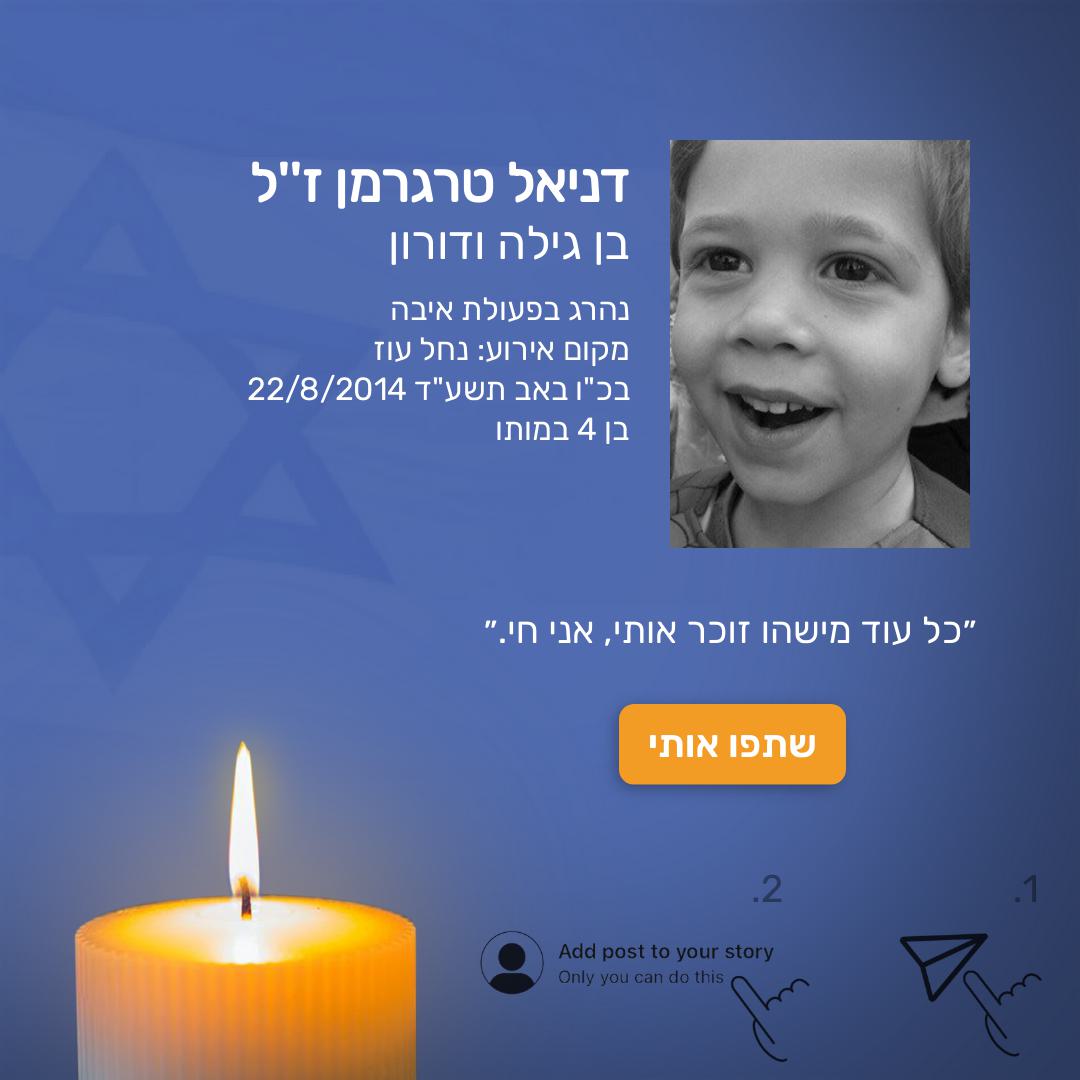 דניאל טרגרמן ז"ל
בן גילה ודורון
נהרג בפעולת איבה
מקום אירוע: נחל עוז
בכ"ו באב תשע"ד 22/8/2014
בן 4 במותו
״כל עוד מישהו זוכר אותי, אני חי.״
שתפו אותי
1.
2.
Add post to your story
Only you can do this